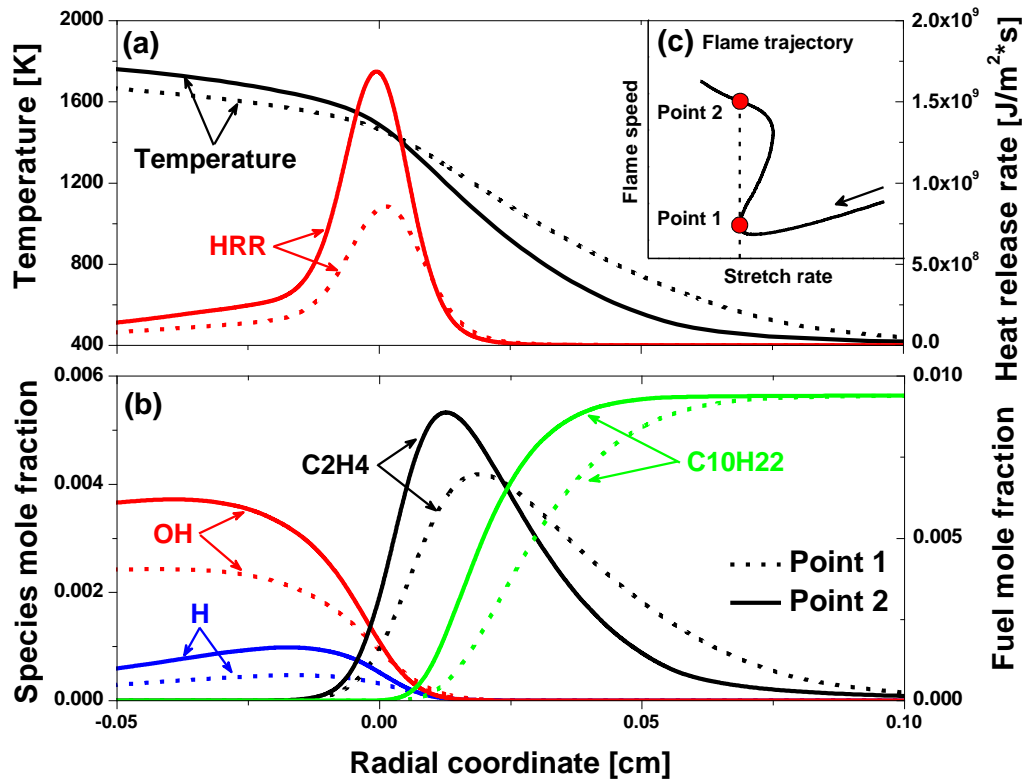 (a)
Temperature [K]
2000
1600
1200
800
400
Temperature
HRR
(c)
Flame trajectory
Flame speed
Point 2
Point 1
Stretch rate
2.0x10^9
1.5x10^9
1.0x10^9
5.0x10^8
0.0
Heat release rate [J/m^2*s]
(b)
Species mole fraction
0.006
0.004
0.002
0.000
OH
H
C2H4
C10H22
Point 1
Point 2
0.010
0.005
0.000
Fuel mole fraction
-0.05
0.00
0.05
0.10
Radial coordinate [cm]